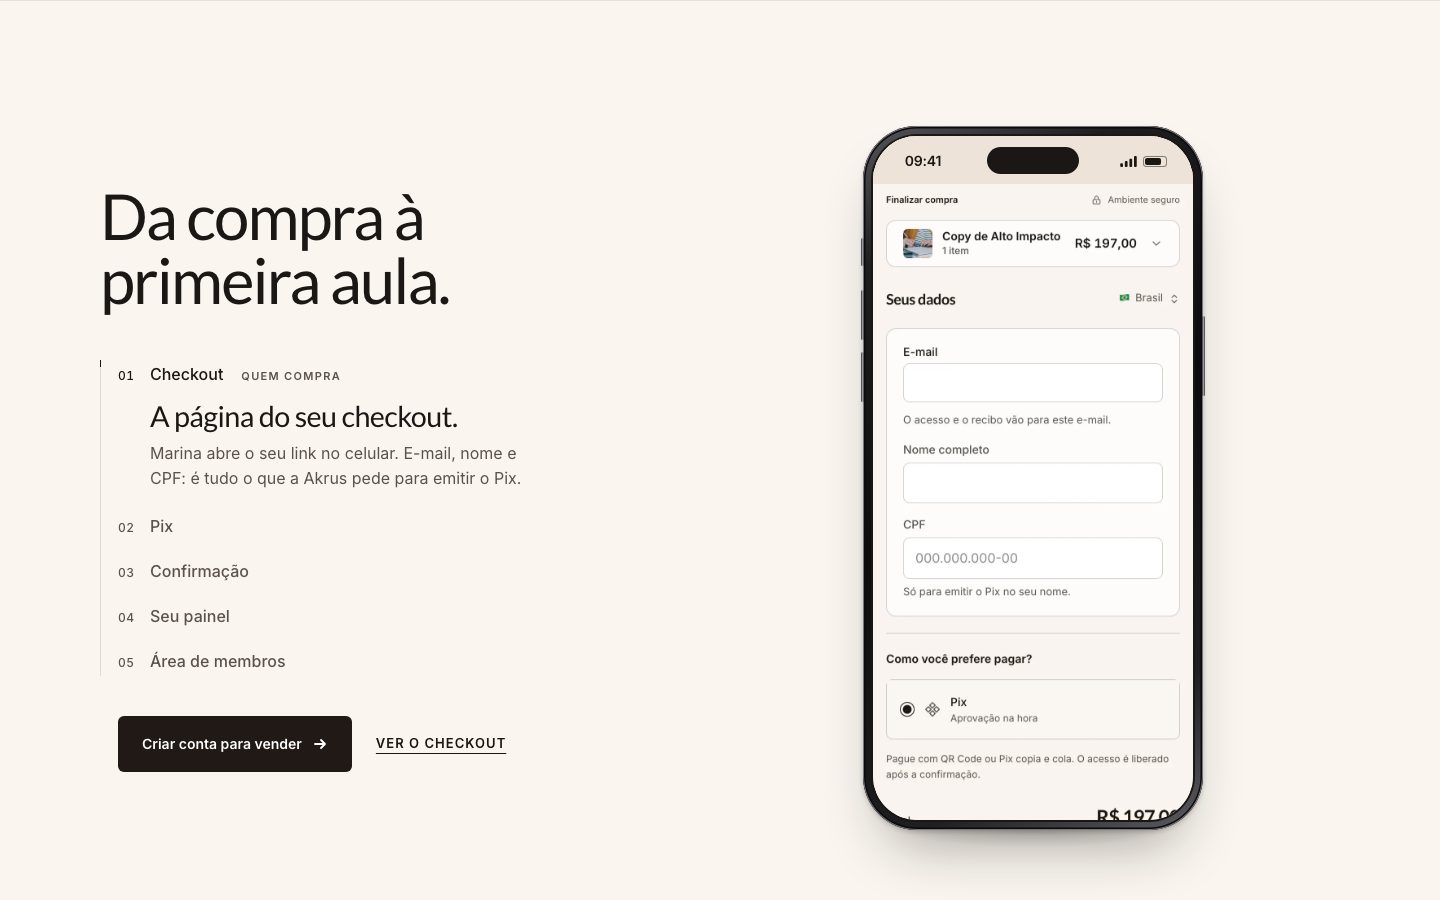 Da compra à
primeira aula.
01 Checkout QUEM COMPRA
A página do seu checkout.
Marina abre o seu link no celular. E-mail, nome e
CPF: é tudo o que a Akrus pede para emitir o Pix.
02 Pix
03 Confirmação
04 Seu painel
05 Área de membros
Criar conta para vender →
VER O CHECKOUT
09:41
Finalizar compra
Ambiente seguro
Copy de Alto Impacto
1 item
R$ 197,00
Seus dados
Brasil
E-mail
O acesso e o recibo vão para este e-mail.
Nome completo
CPF
000.000.000-00
Só para emitir o Pix no seu nome.
Como você prefere pagar?
Pix
Aprovação na hora
Pague com QR Code ou Pix copia e cola. O acesso é liberado
após a confirmação.
R$ 197,00